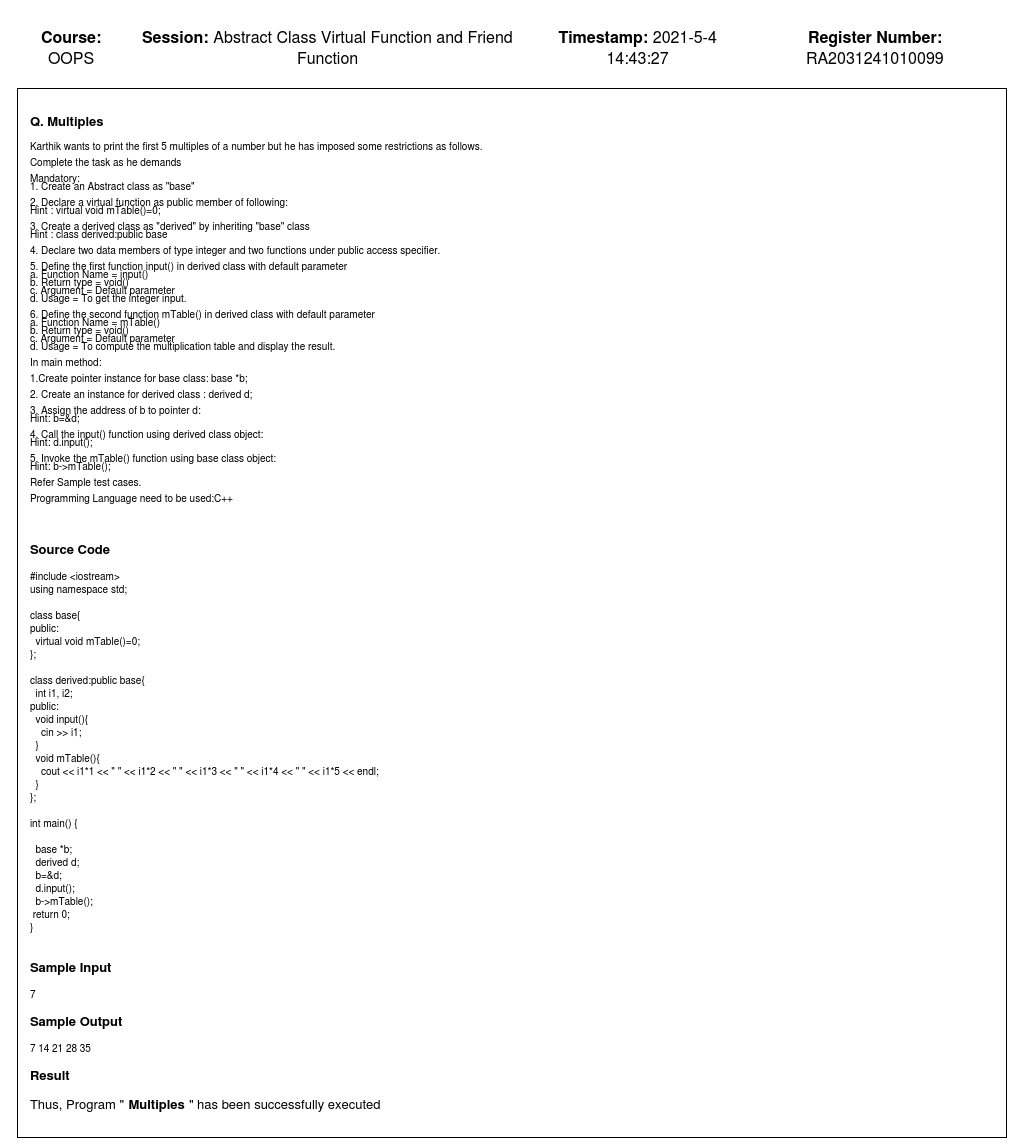 Course: OOPS
Session: Abstract Class Virtual Function and Friend Function
Timestamp: 2021-5-4 14:43:27
Register Number: RA2031241010099
Q. Multiples
Karthik wants to print the first 5 multiples of a number but he has imposed some restrictions as follows.
Complete the task as he demands
Mandatory:
1. Create an Abstract class as "base"
2. Declare a virtual function as public member of following:
Hint : virtual void mTable()=0;
3. Create a derived class as "derived" by inheriting "base" class
Hint : class derived:public base
4. Declare two data members of type integer and two functions under public access specifier.
5. Define the first function input() in derived class with default parameter
a. Function Name = input()
b. Return type = void()
c. Argument = Default parameter
d. Usage = To get the integer input.
6. Define the second function mTable() in derived class with default parameter
a. Function Name = mTable()
b. Return type = void()
c. Argument = Default parameter
d. Usage = To compute the multiplication table and display the result.
In main method:
1.Create pointer instance for base class: base *b;
2. Create an instance for derived class : derived d;
3. Assign the address of b to pointer d:
Hint: b=&d;
4. Call the input() function using derived class object:
Hint: d.input();
5. Invoke the mTable() function using base class object:
Hint: b->mTable();
Refer Sample test cases.
Programming Language need to be used:C++
Source Code
#include <iostream>
using namespace std;
class base{
public:
virtual void mTable()=0;
};
class derived:public base{
int i1, i2;
public:
void input(){
cin >> i1;
}
void mTable(){
cout << i1*1 << " " << i1*2 << " " << i1*3 << " " << i1*4 << " " << i1*5 << endl;
}
};
int main() {
base *b;
derived d;
b=&d;
d.input();
b->mTable();
return 0;
}
Sample Input
7
Sample Output
7 14 21 28 35
Result
Thus, Program " Multiples " has been successfully executed